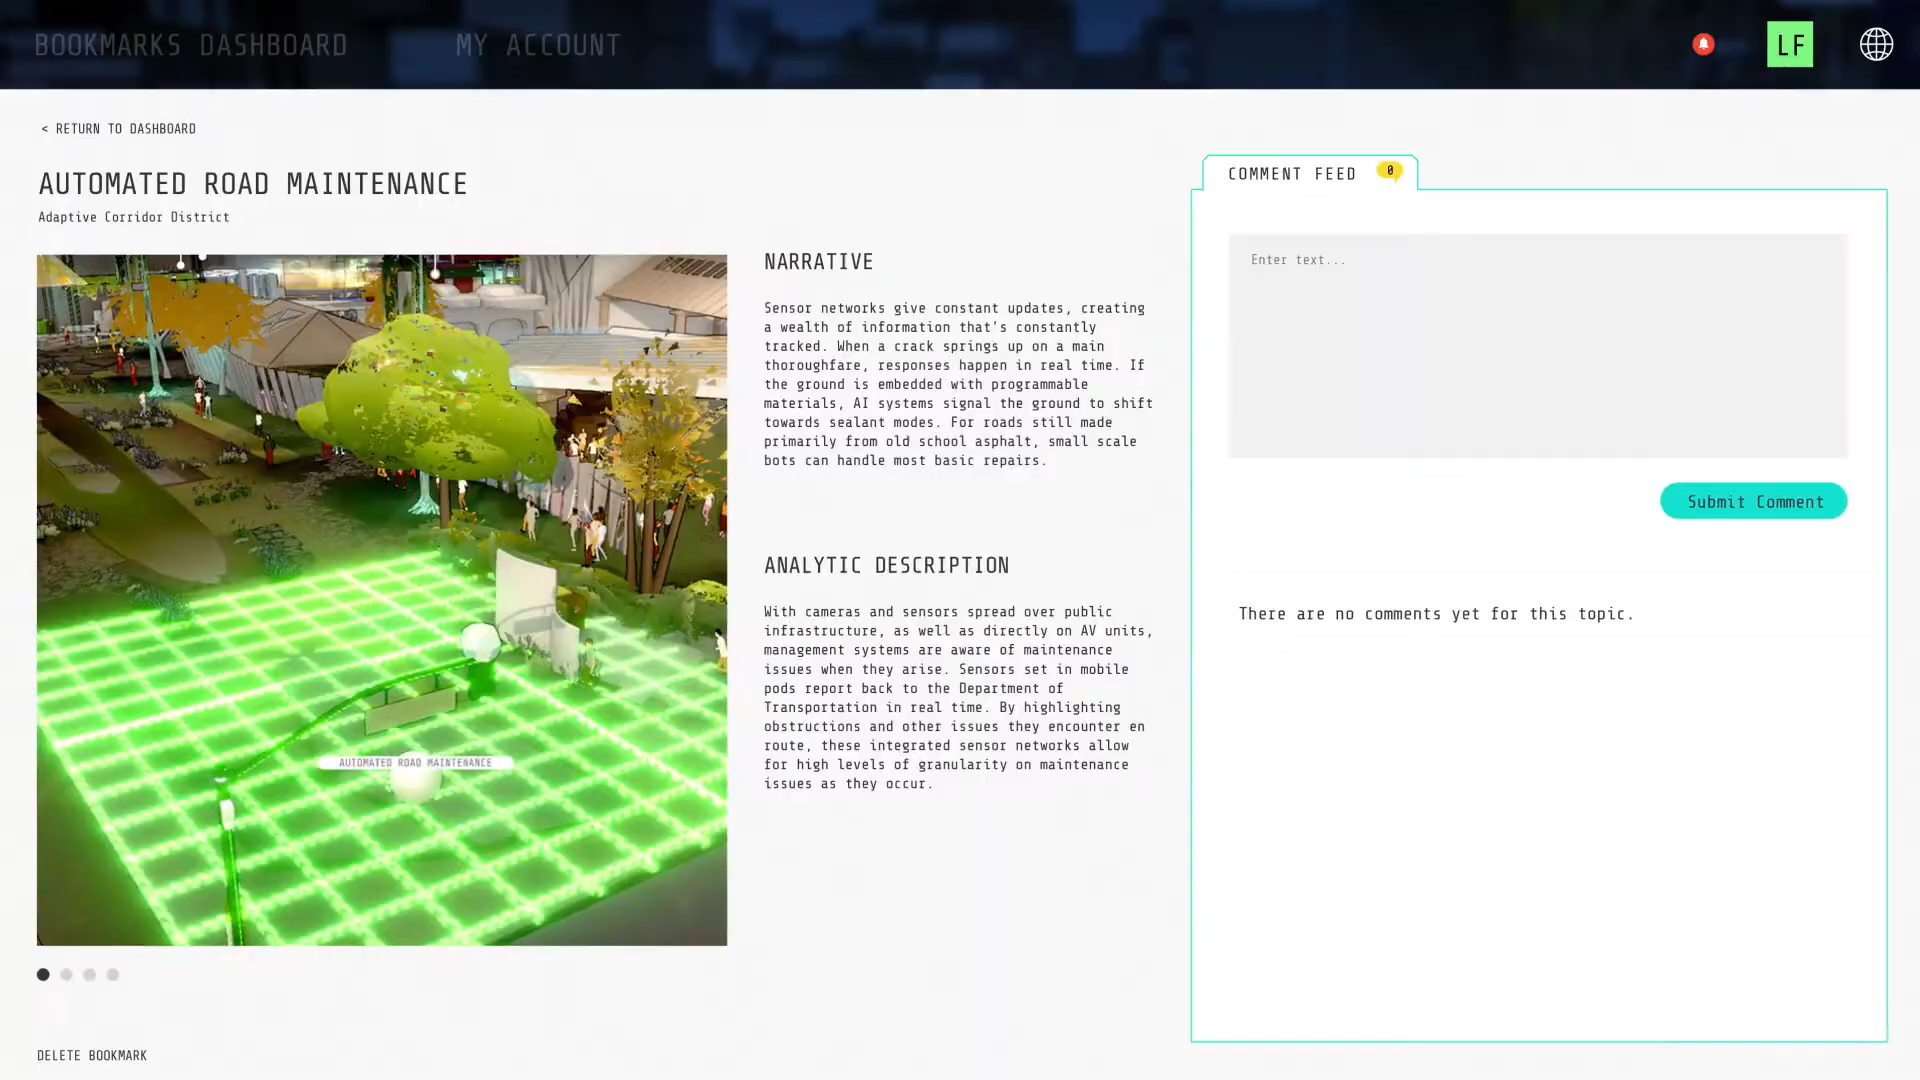 BOOKMARKS DASHBOARD
MY ACCOUNT
LF
< RETURN TO DASHBOARD
AUTOMATED ROAD MAINTENANCE
Adaptive Corridor District
AUTOMATED ROAD MAINTENANCE
NARRATIVE
Sensor networks give constant updates, creating
a wealth of information that's constantly
tracked. When a crack springs up on a main
thoroughfare, responses happen in real time. If
the ground is embedded with programmable
materials, AI systems signal the ground to shift
towards sealant modes. For roads still made
primarily from old school asphalt, small scale
bots can handle most basic repairs.
ANALYTIC DESCRIPTION
With cameras and sensors spread over public
infrastructure, as well as directly on AV units,
management systems are aware of maintenance
issues when they arise. Sensors set in mobile
pods report back to the Department of
Transportation in real time. By highlighting
obstructions and other issues they encounter en
route, these integrated sensor networks allow
for high levels of granularity on maintenance
issues as they occur.
COMMENT FEED
0
Enter text...
Submit Comment
There are no comments yet for this topic.
DELETE BOOKMARK